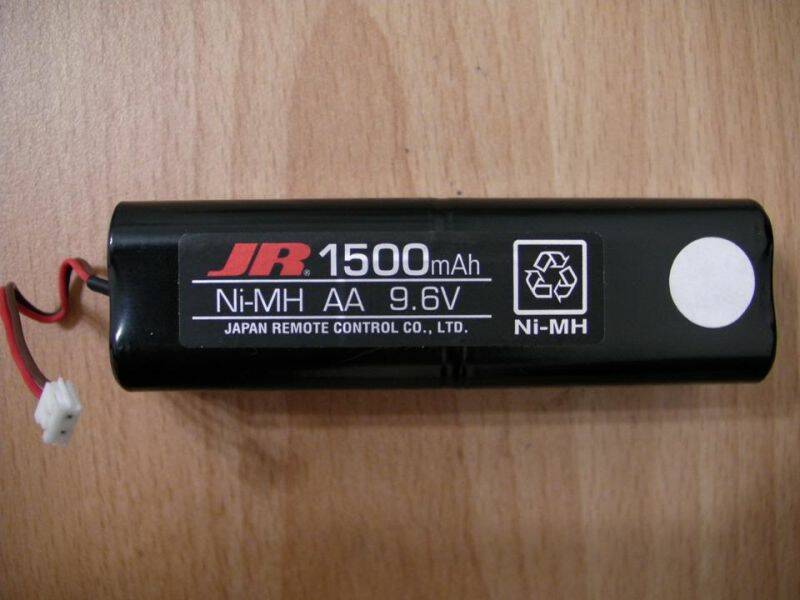 JR® 1500mAh
Ni-MH AA 9.6V
JAPAN REMOTE CONTROL CO., LTD.
Ni-MH